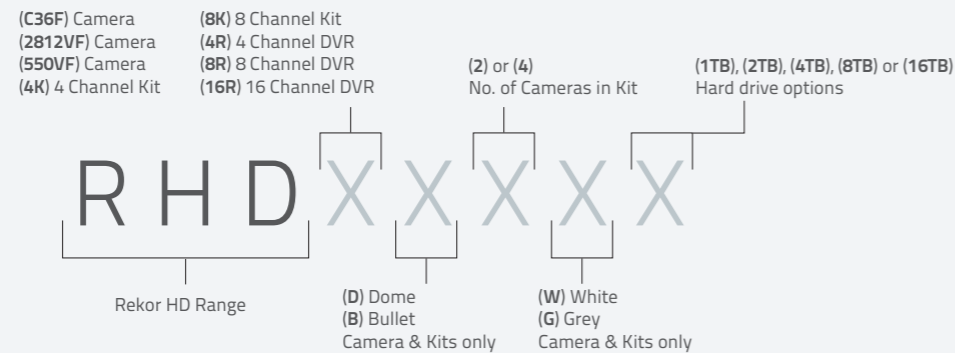 (C36F) Camera
(2812VF) Camera
(550VF) Camera
(4K) 4 Channel Kit
(8K) 8 Channel Kit
(4R) 4 Channel DVR
(8R) 8 Channel DVR
(16R) 16 Channel DVR
(2) or (4)
No. of Cameras in Kit
(1TB), (2TB), (4TB), (8TB) or (16TB)
Hard drive options
R H D X X X X X
Rekor HD Range
(D) Dome
(B) Bullet
Camera & Kits only
(W) White
(G) Grey
Camera & Kits only